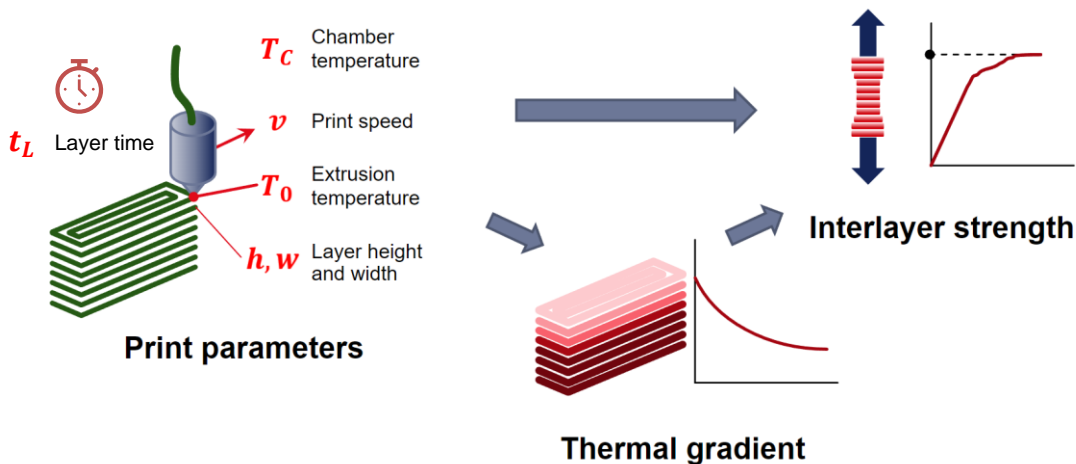 T_C Chamber
temperature
v Print speed
t_L Layer time
T_0 Extrusion
temperature
h, w Layer height
and width
Print parameters
Interlayer strength
Thermal gradient